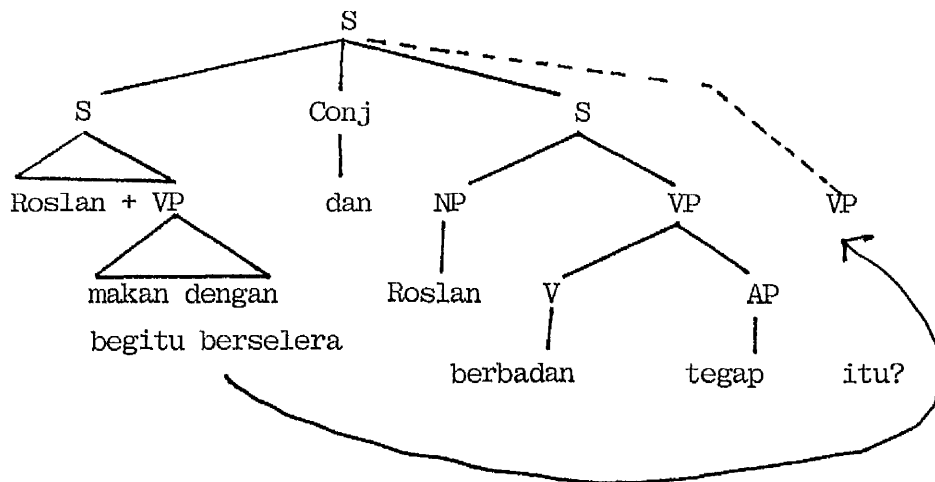 S
S Conj S
Roslan + VP dan NP VP VP
makan dengan Roslan V AP
begitu berselera
berbadan tegap itu?